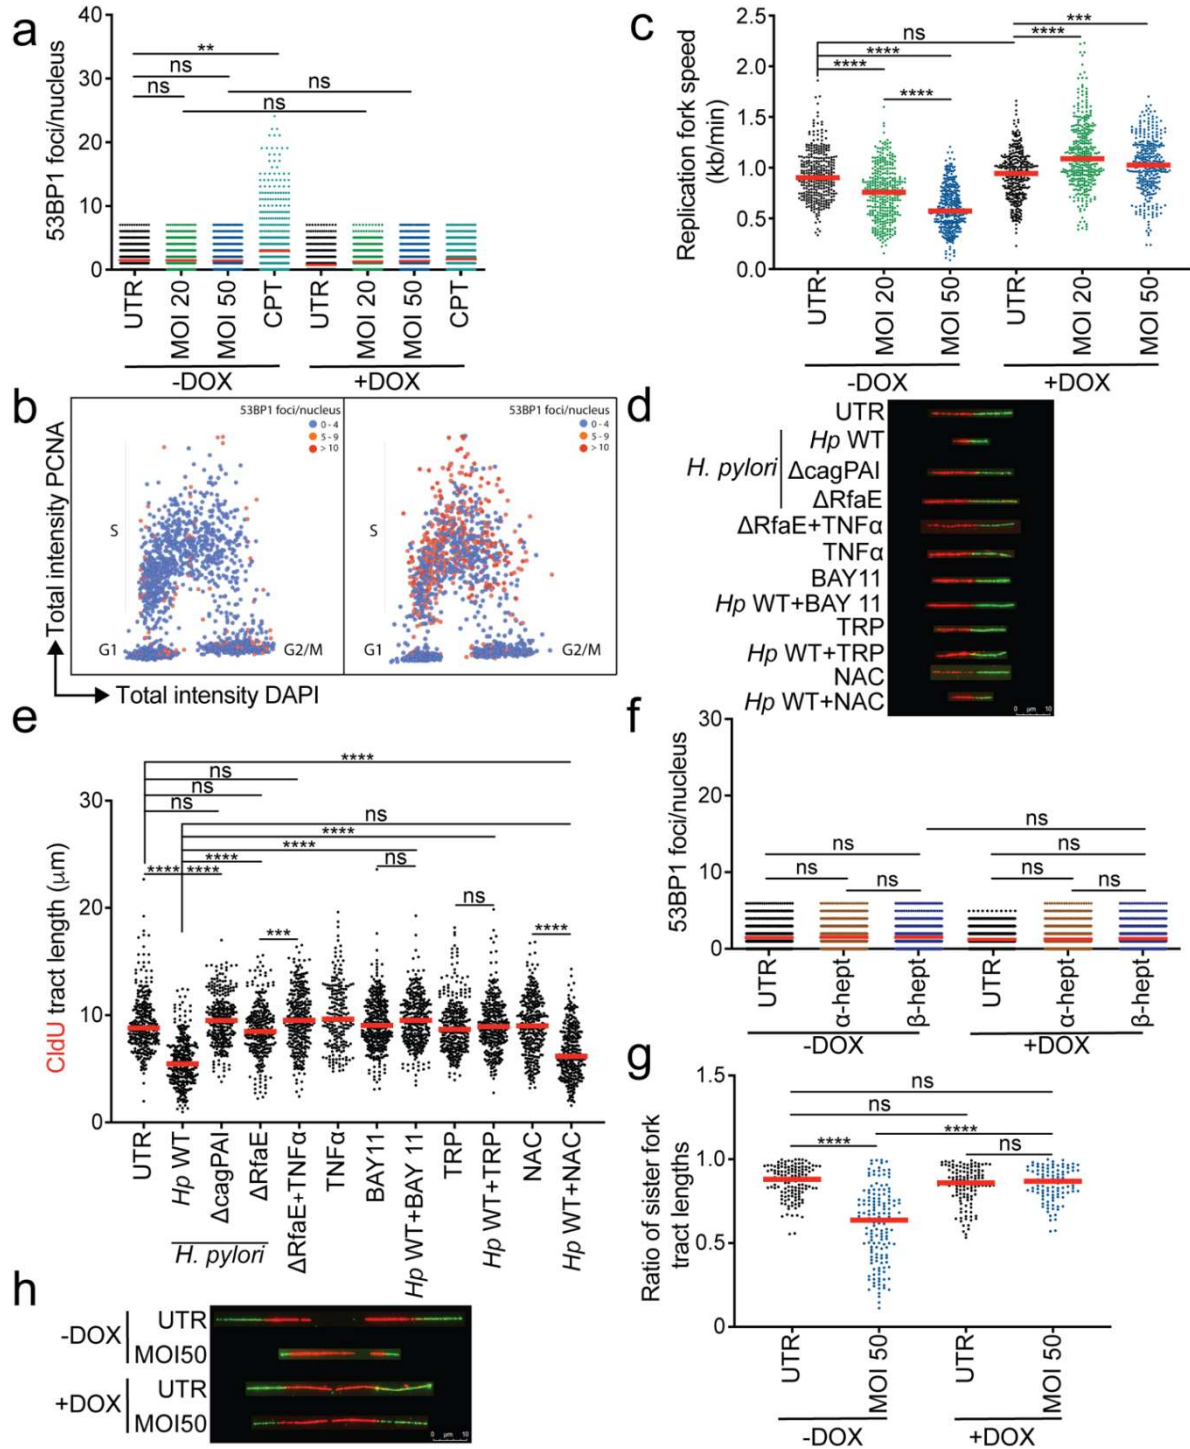 a
53BP1 foci/nucleus
40
30
20
10
0
**
ns
ns
ns
ns
UTR
MOI 20
MOI 50
CPT
UTR
MOI 20
MOI 50
CPT
-DOX
+DOX
c
Replication fork speed
(kb/min)
2.5
2.0
1.5
1.0
0.5
0.0
ns
****
****
****
***
****
UTR
MOI 20
MOI 50
UTR
MOI 20
MOI 50
-DOX
+DOX
b
Total intensity PCNA
53BP1 foci/nucleus
0 - 4
5 - 9
> 10
S
G1
G2/M
53BP1 foci/nucleus
0 - 4
5 - 9
> 10
S
G1
G2/M
Total intensity DAPI
d
UTR
Hp WT
H. pylori
ΔcagPAI
ΔRfaE
ΔRfaE+TNFα
TNFα
BAY11
Hp WT+BAY 11
TRP
Hp WT+TRP
NAC
Hp WT+NAC
0 μm 10
e
CldU tract length (μm)
30
20
10
0
****
ns
ns
ns
ns
****
****
****
**** ****
ns
***
ns
****
UTR
Hp WT
ΔcagPAI
ΔRfaE
ΔRfaE+TNFα
TNFα
BAY11
Hp WT+BAY 11
TRP
Hp WT+TRP
NAC
Hp WT+NAC
H. pylori
f
53BP1 foci/nucleus
30
20
10
0
ns
ns
ns
ns
ns
ns
ns
UTR
α-hept
β-hept
UTR
α-hept
β-hept
-DOX
+DOX
g
Ratio of sister fork
tract lengths
1.5
1.0
0.5
0
ns
ns
****
****
ns
UTR
MOI 50
UTR
MOI 50
-DOX
+DOX
h
-DOX
UTR
MOI50
+DOX
UTR
MOI50
0 μm 10